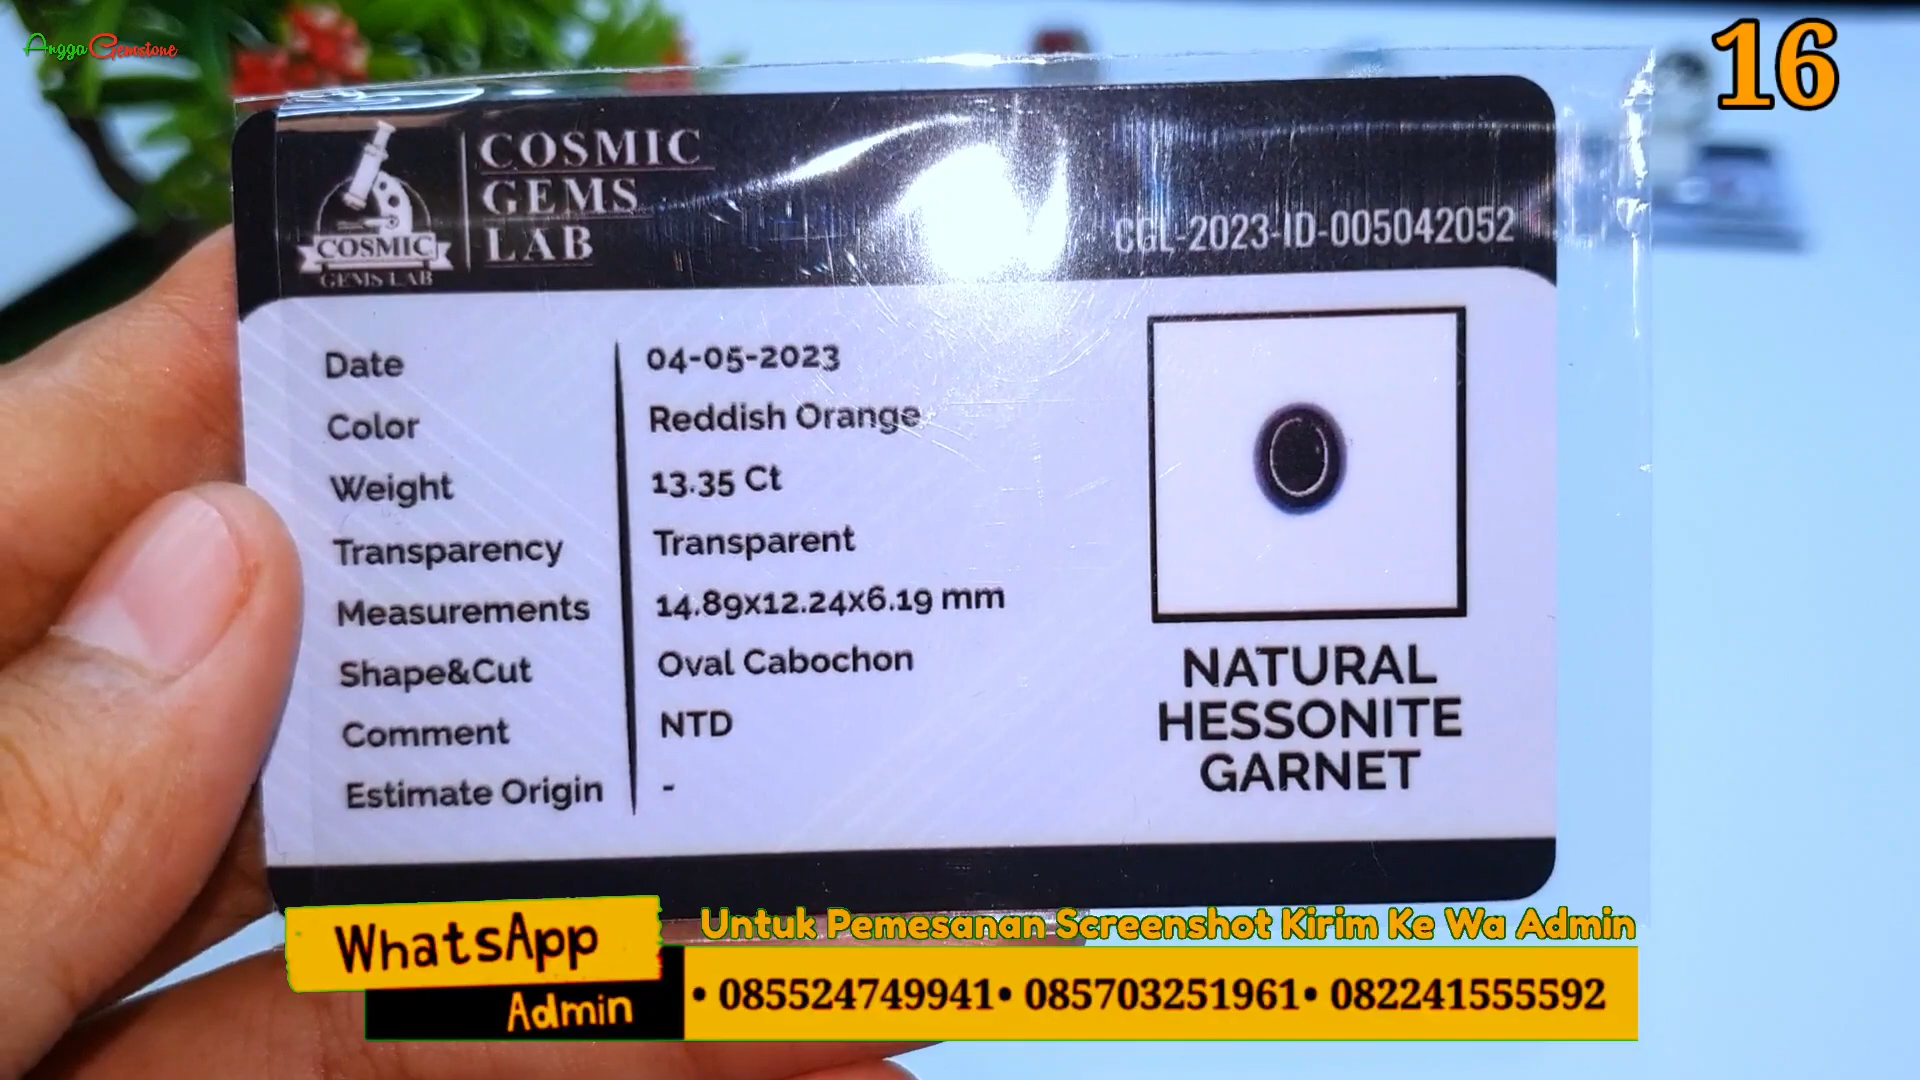 Angga Gemstone
16
COSMIC
GEMS
LAB
COSMIC
GEMS LAB
CGL-2023-ID-005042052
Date 04-05-2023
Color Reddish Orange
Weight 13.35 Ct
Transparency Transparent
Measurements 14.89x12.24x6.19 mm
Shape&Cut Oval Cabochon
Comment NTD
Estimate Origin -
NATURAL
HESSONITE
GARNET
WhatsApp
Admin
Untuk Pemesanan Screenshot Kirim Ke Wa Admin
• 085524749941• 085703251961• 082241555592